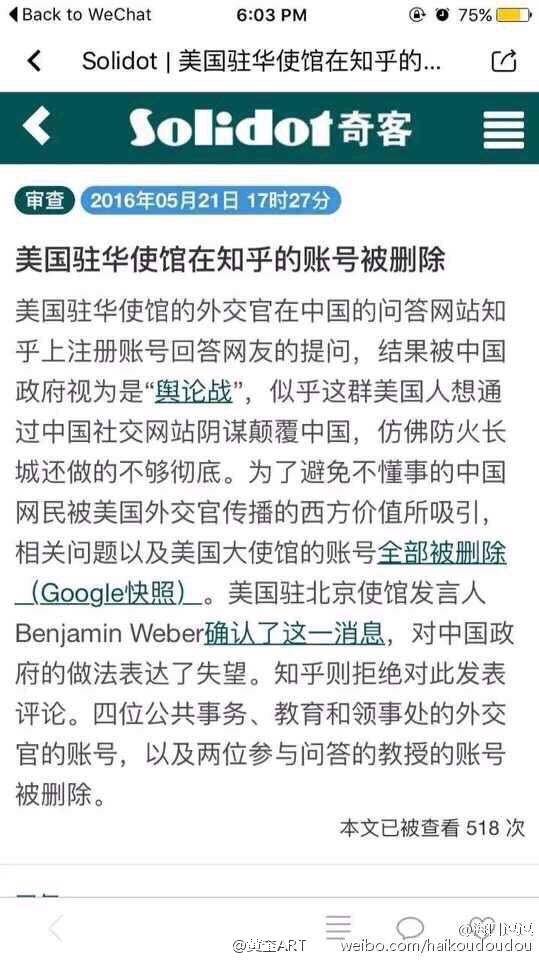 Back to WeChat 6:03 PM 75%
Solidot | 美国驻华使馆在知乎的...
Solidot奇客
审查 2016年05月21日 17时27分
美国驻华使馆在知乎的账号被删除
美国驻华使馆的外交官在中国的问答网站知
乎上注册账号回答网友的提问，结果被中国
政府视为是“舆论战”，似乎这群美国人想通
过中国社交网站阴谋颠覆中国，仿佛防火长
城还做的不够彻底。为了避免不懂事的中国
网民被美国外交官传播的西方价值所吸引，
相关问题以及美国大使馆的账号全部被删除
（Google快照）。美国驻北京使馆发言人
Benjamin Weber确认了这一消息，对中国政
府的做法表达了失望。知乎则拒绝对此发表
评论。四位公共事务、教育和领事处的外交
官的账号，以及两位参与问答的教授的账号
被删除。
本文已被查看 518 次
weibo.com/haikoudoudou